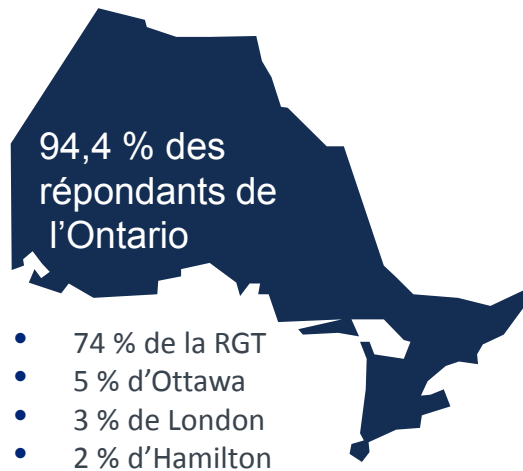 94,4 % des
répondants de
l'Ontario
• 74 % de la RGT
• 5 % d'Ottawa
• 3 % de London
• 2 % d'Hamilton